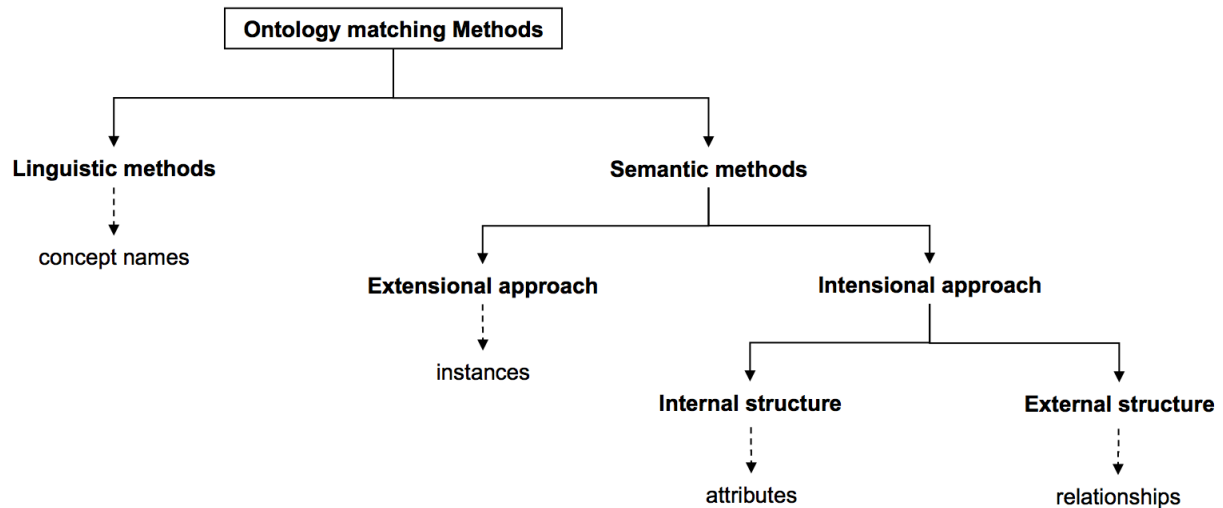 Ontology matching Methods
Linguistic methods
Semantic methods
concept names
Extensional approach
Intensional approach
instances
Internal structure
External structure
attributes
relationships